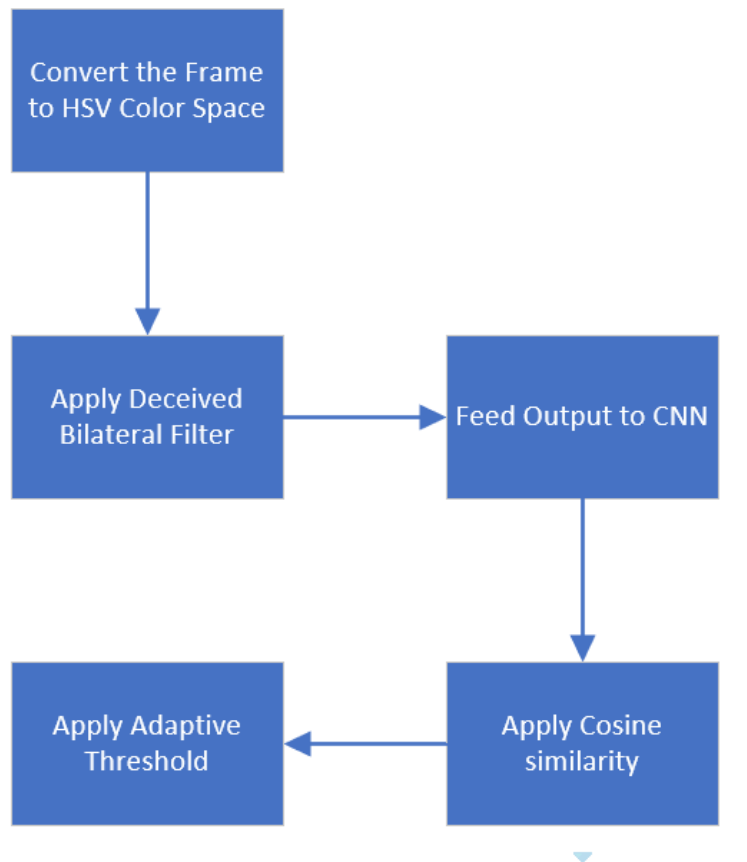 Convert the Frame
to HSV Color Space
Apply Deceived
Bilateral Filter
Feed Output to CNN
Apply Cosine
similarity
Apply Adaptive
Threshold